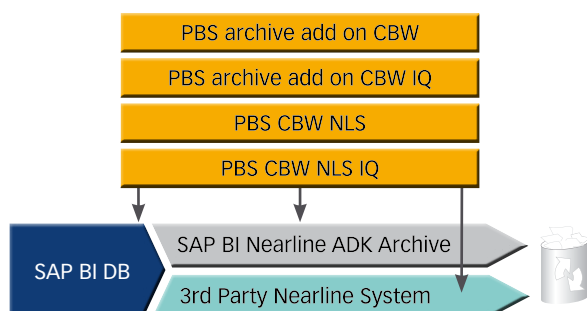 PBS archive add on CBW
PBS archive add on CBW IQ
PBS CBW NLS
PBS CBW NLS IQ
SAP BI Nearline ADK Archive
SAP BI DB
3rd Party Nearline System